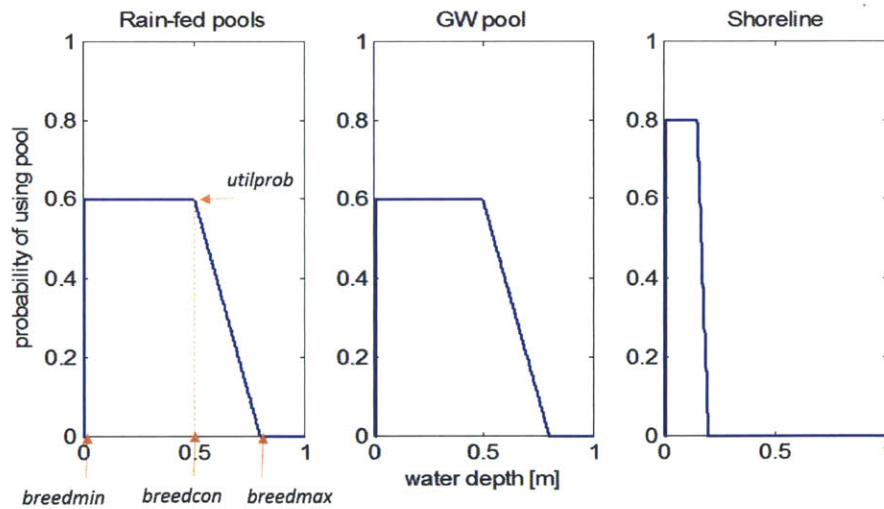 Rain-fed pools
GW pool
Shoreline
1
0.8
0.6
0.4
0.2
0
utilprob
probability of using pool
0 0.5 1
breedmin
breedcon
breedmax
1
0.8
0.6
0.4
0.2
0
0 0.5 1
water depth [m]
1
0.8
0.6
0.4
0.2
0
0 0.5 1